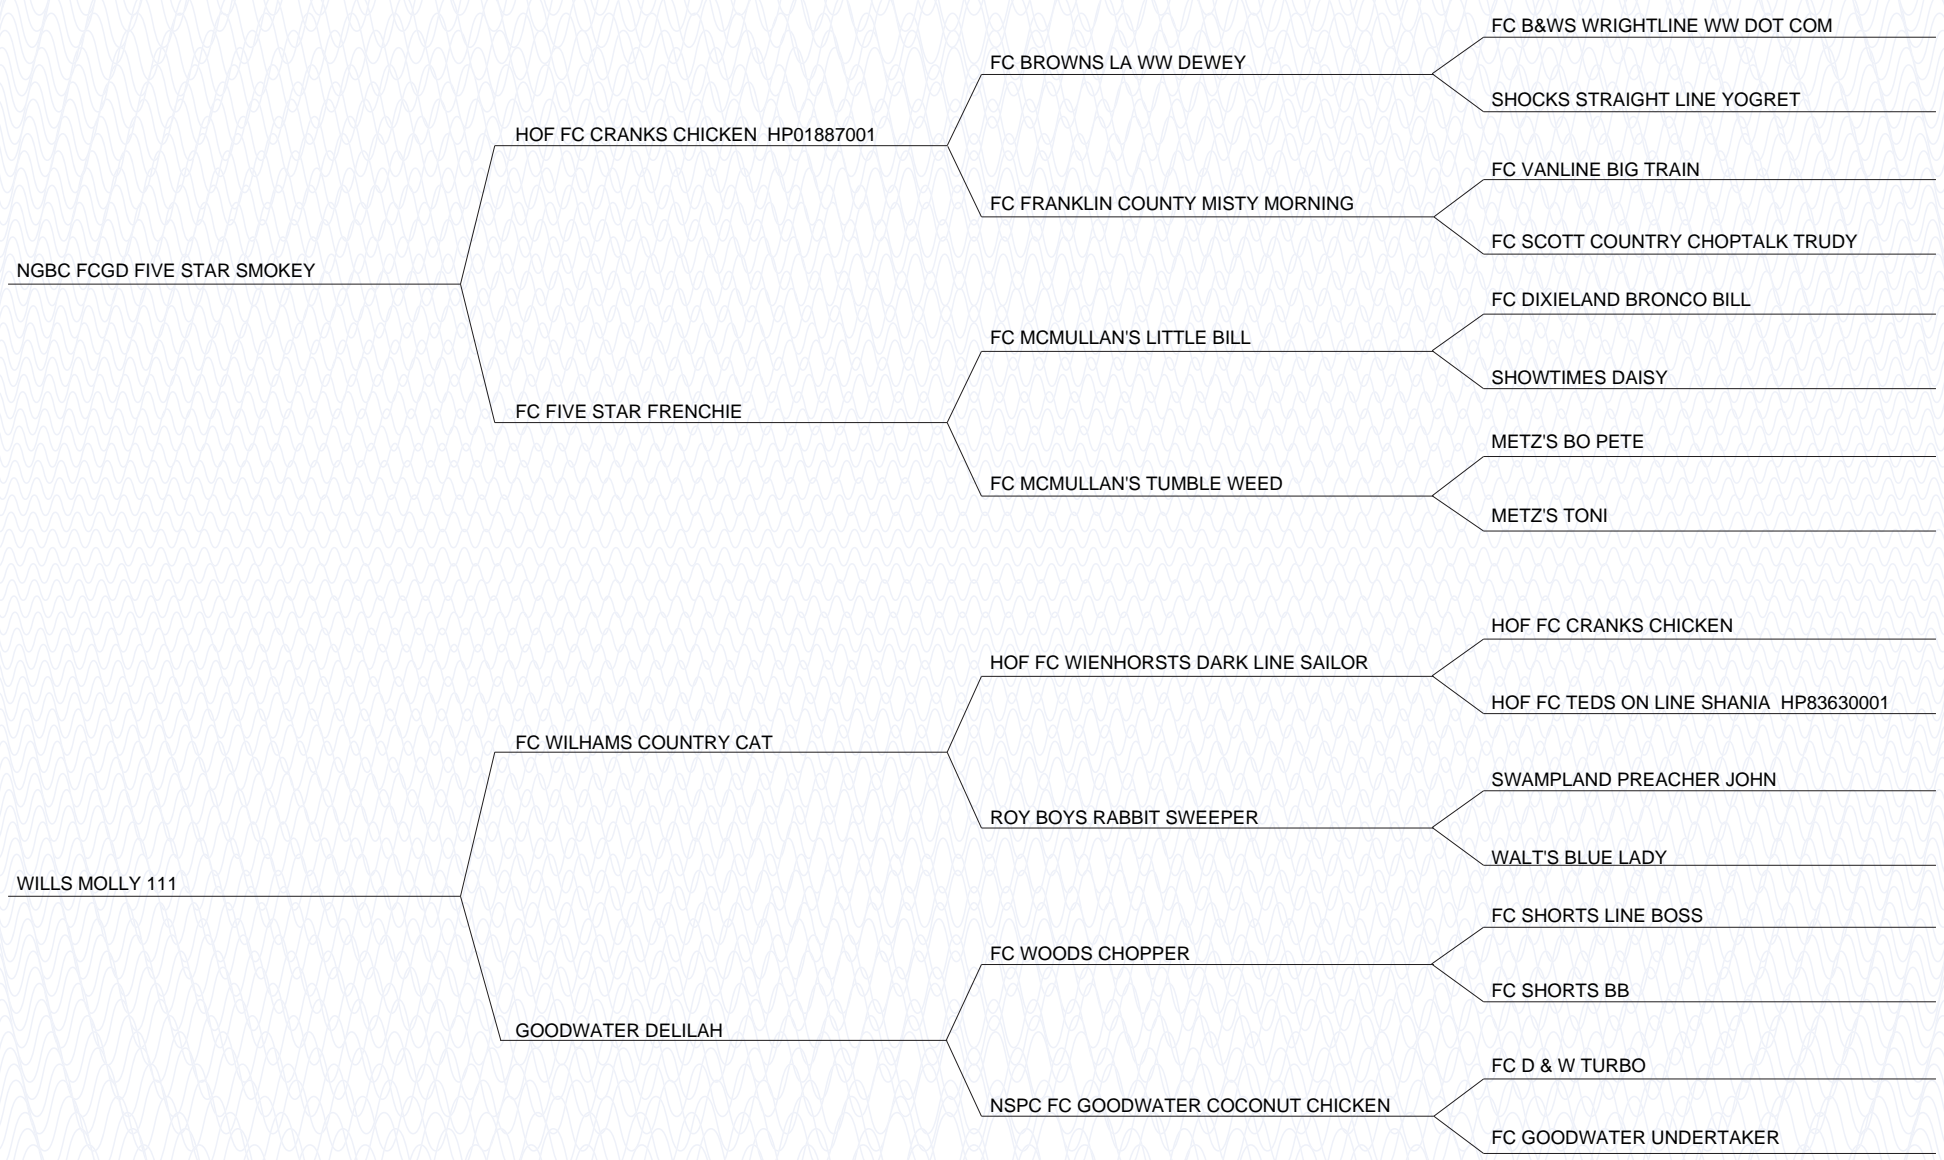 FC B&WS WRIGHTLINE WW DOT COM
FC BROWNS LA WW DEWEY
SHOCKS STRAIGHT LINE YOGRET
HOF FC CRANKS CHICKEN  HP01887001
FC VANLINE BIG TRAIN
FC FRANKLIN COUNTY MISTY MORNING
FC SCOTT COUNTRY CHOPTALK TRUDY
NGBC FCGD FIVE STAR SMOKEY
FC DIXIELAND BRONCO BILL
FC MCMULLAN'S LITTLE BILL
SHOWTIMES DAISY
FC FIVE STAR FRENCHIE
METZ'S BO PETE
FC MCMULLAN'S TUMBLE WEED
METZ'S TONI
HOF FC CRANKS CHICKEN
HOF FC WIENHORSTS DARK LINE SAILOR
HOF FC TEDS ON LINE SHANIA  HP83630001
FC WILHAMS COUNTRY CAT
SWAMPLAND PREACHER JOHN
ROY BOYS RABBIT SWEEPER
WALT'S BLUE LADY
WILLS MOLLY 111
FC SHORTS LINE BOSS
FC WOODS CHOPPER
FC SHORTS BB
GOODWATER DELILAH
FC D & W TURBO
NSPC FC GOODWATER COCONUT CHICKEN
FC GOODWATER UNDERTAKER